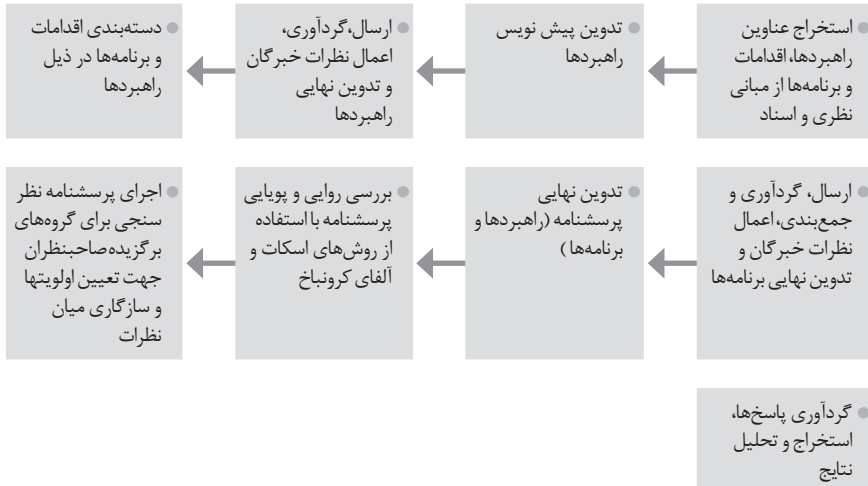 استخراج عناوین
راهبردها،اقدامات
و برنامه‌ها از مبانی
نظری و اسناد
تدوین پیش نویس
راهبردها
ارسال،گردآوری،
اعمال نظرات خبرگان
و تدوین نهایی
راهبردها
دسته‌بندی اقدامات
و برنامه‌ها در ذیل
راهبردها
ارسال، گردآوری و
جمع‌بندی،اعمال
نظرات خبرگان و
تدوین نهایی برنامه‌ها
تدوین نهایی
پرسشنامه (راهبردها و
برنامه‌ها )
بررسی روایی و پویایی
پرسشنامه با استفاده
از روش‌های اسکات و
آلفای کرونباخ
اجرای پرسشنامه نظر
سنجی برای گروه‌های
برگزیده‌صاحبنظران
جهت تعیین اولویتها
و سازگاری میان
نظرات
گردآوری پاسخ‌ها،
استخراج و تحلیل
نتایج